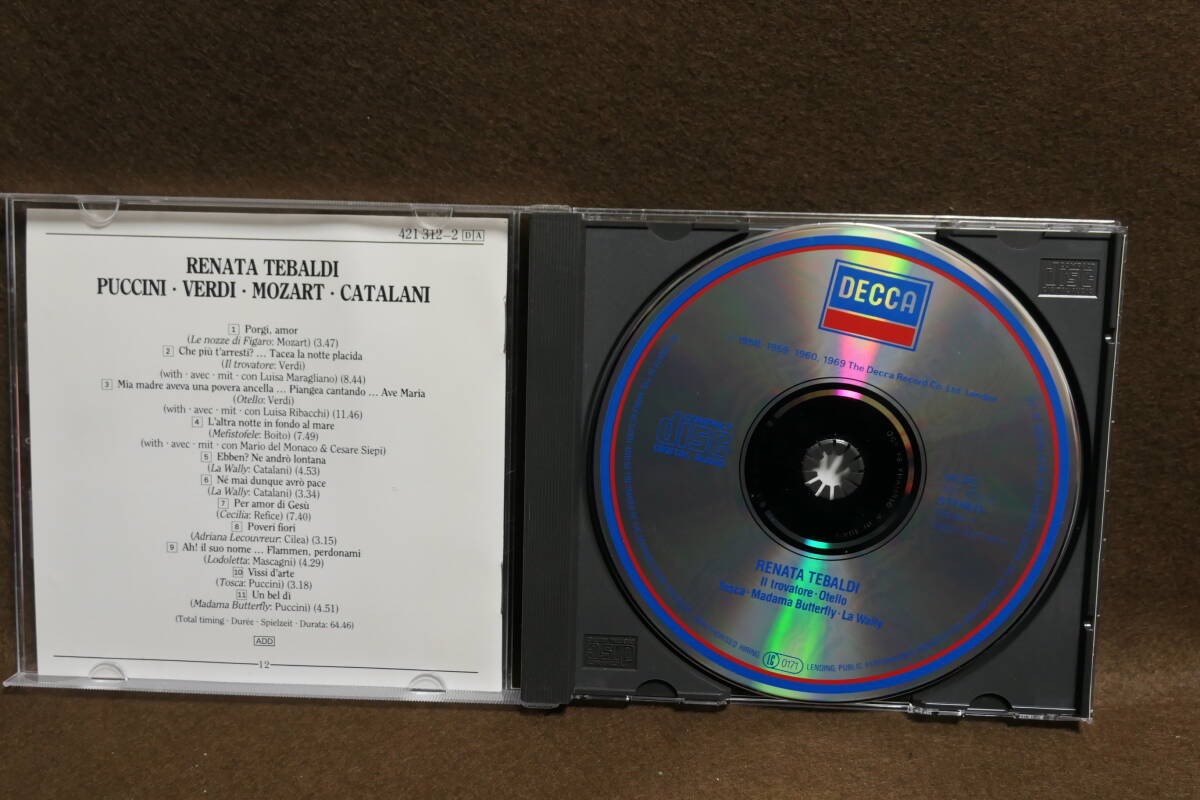 421 312-2 DA
RENATA TEBALDI
PUCCINI · VERDI · MOZART · CATALANI
1 Porgi, amor
(Le nozze di Figaro: Mozart) (3.47)
2 Che più t'arresti? ... Tacea la notte placida
(Il trovatore: Verdi)
(with · avec · mit · con Luisa Maragliano) (8.44)
3 Mia madre aveva una povera ancella ... Piangea cantando ... Ave Maria
(Otello: Verdi)
(with · avec · mit · con Luisa Ribacchi) (11.46)
4 L'altra notte in fondo al mare
(Mefistofele: Boito) (7.49)
(with · avec · mit · con Mario del Monaco & Cesare Siepi)
5 Ebben? Ne andrò lontana
(La Wally: Catalani) (4.53)
6 Né mai dunque avrò pace
(La Wally: Catalani) (3.34)
7 Per amor di Gesù
(Cecilia: Refice) (7.40)
8 Poveri fiori
(Adriana Lecouvreur: Cilea) (3.15)
9 Ah! il suo nome ... Flammen, perdonami
(Lodoletta: Mascagni) (4.29)
10 Vissi d'arte
(Tosca: Puccini) (3.18)
11 Un bel dì
(Madama Butterfly: Puccini) (4.51)
(Total timing · Durée · Spielzeit · Durata: 64.46)
ADD
12
DECCA
1958, 1959, 1960, 1969 The Decca Record Co. Ltd. London
COMPACT
disc
DIGITAL AUDIO
RENATA TEBALDI
Il trovatore · Otello
Tosca · Madama Butterfly · La Wally
HIRING
0171
LENDING, PUBLIC PERFORMANCE